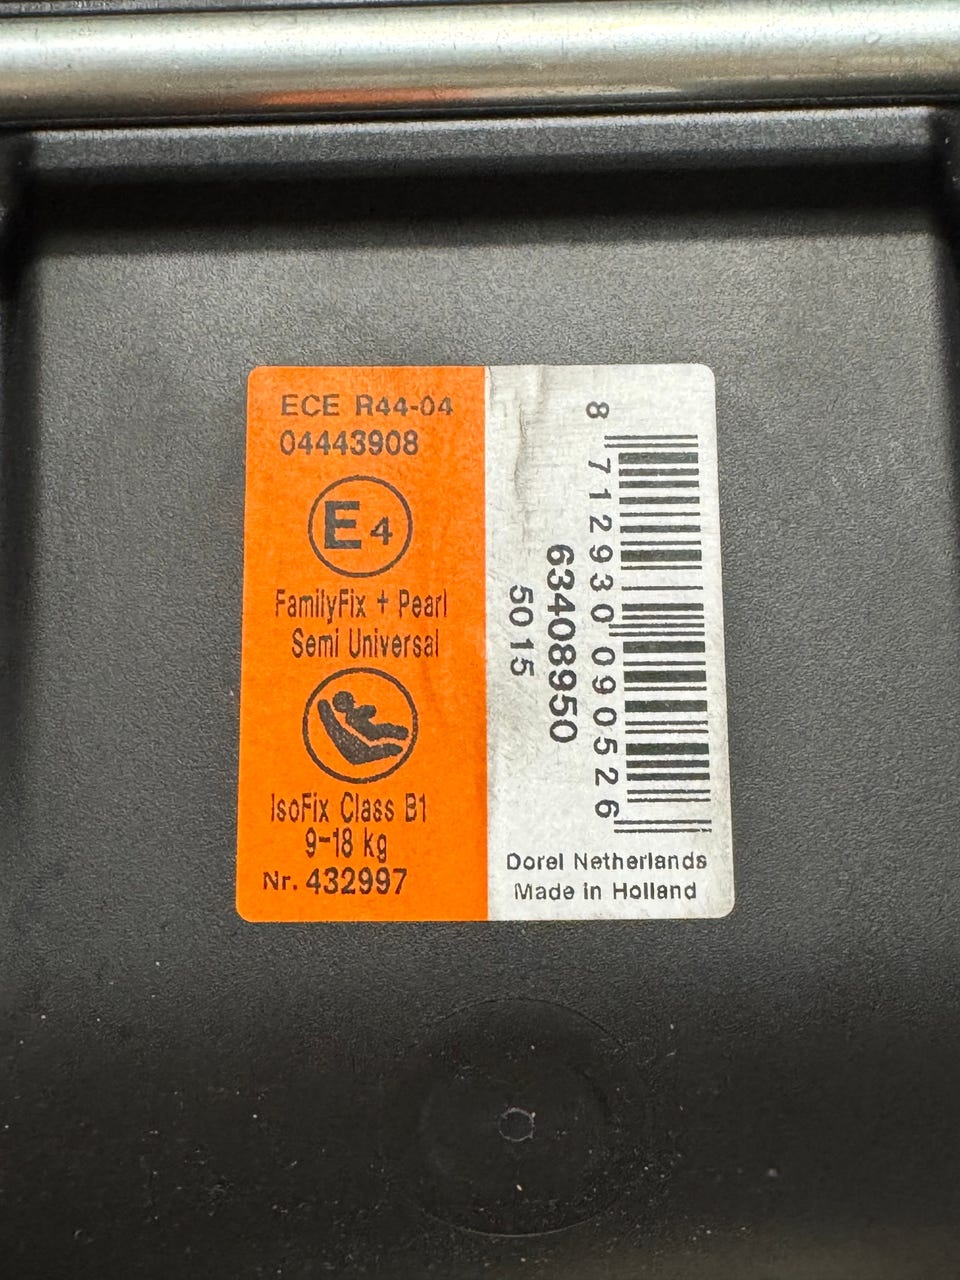 ECE R44-04
04443908
E4
FamilyFix + Pearl
Semi Universal
IsoFix Class B1
9-18 kg
Nr. 432997
8 712930 090526
63408950
5015
Dorel Netherlands
Made in Holland